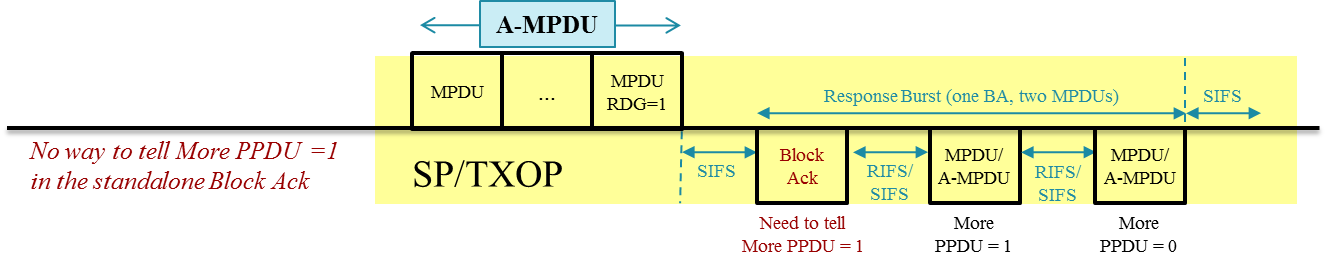 A-MPDU
MPDU
...
MPDU
RDG=1
Response Burst (one BA, two MPDUs)
SIFS
No way to tell More PPDU =1
in the standalone Block Ack
SP/TXOP
SIFS
Block
Ack
RIFS/
SIFS
MPDU/
A-MPDU
RIFS/
SIFS
MPDU/
A-MPDU
Need to tell
More PPDU = 1
More
PPDU = 1
More
PPDU = 0